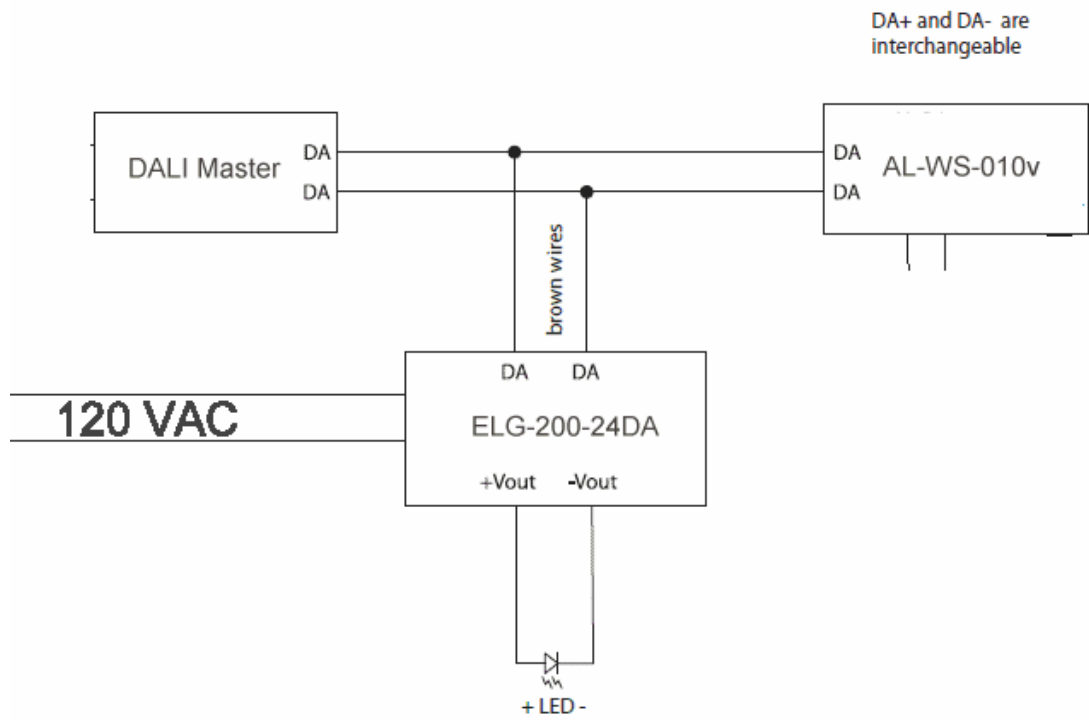 DA+ and DA- are
interchangeable
DALI Master
DA
DA
DA
DA
AL-WS-010v
brown wires
DA DA
120 VAC
ELG-200-24DA
+Vout -Vout
+ LED -